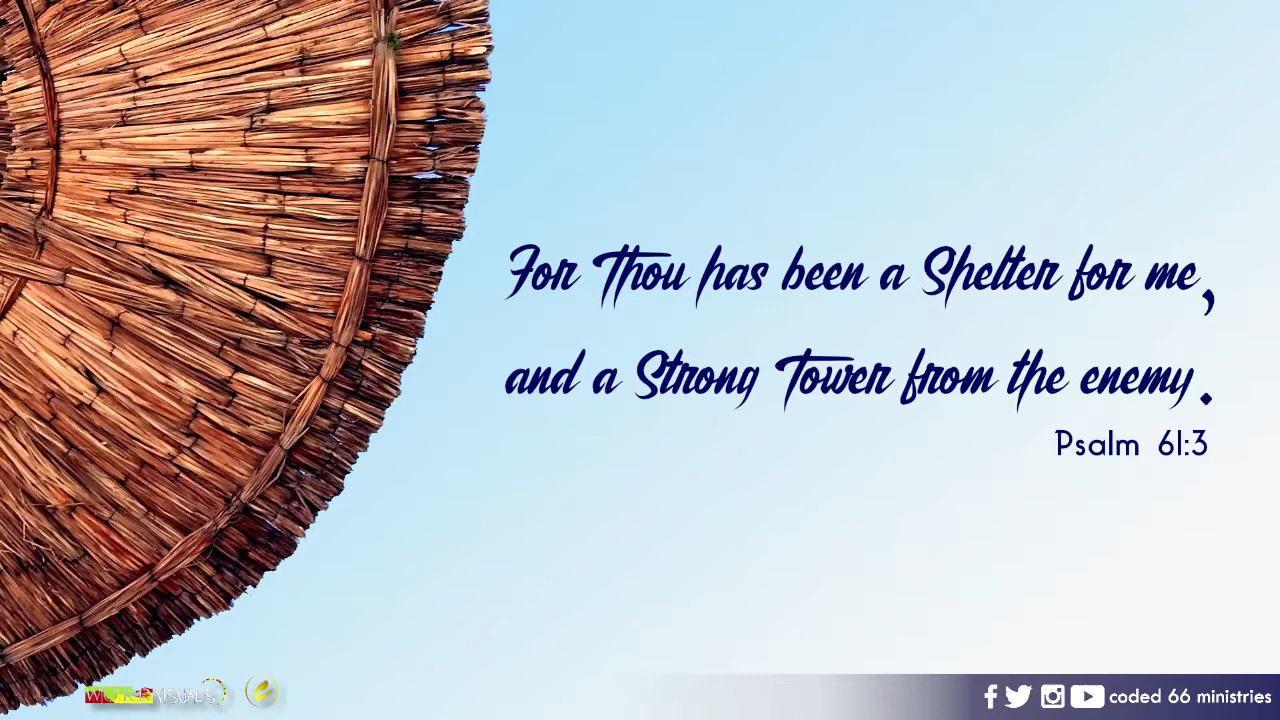 For Thou has been a Shelter for me,
and a Strong Tower from the enemy.
Psalm 61:3
VISUALS
coded 66 ministries